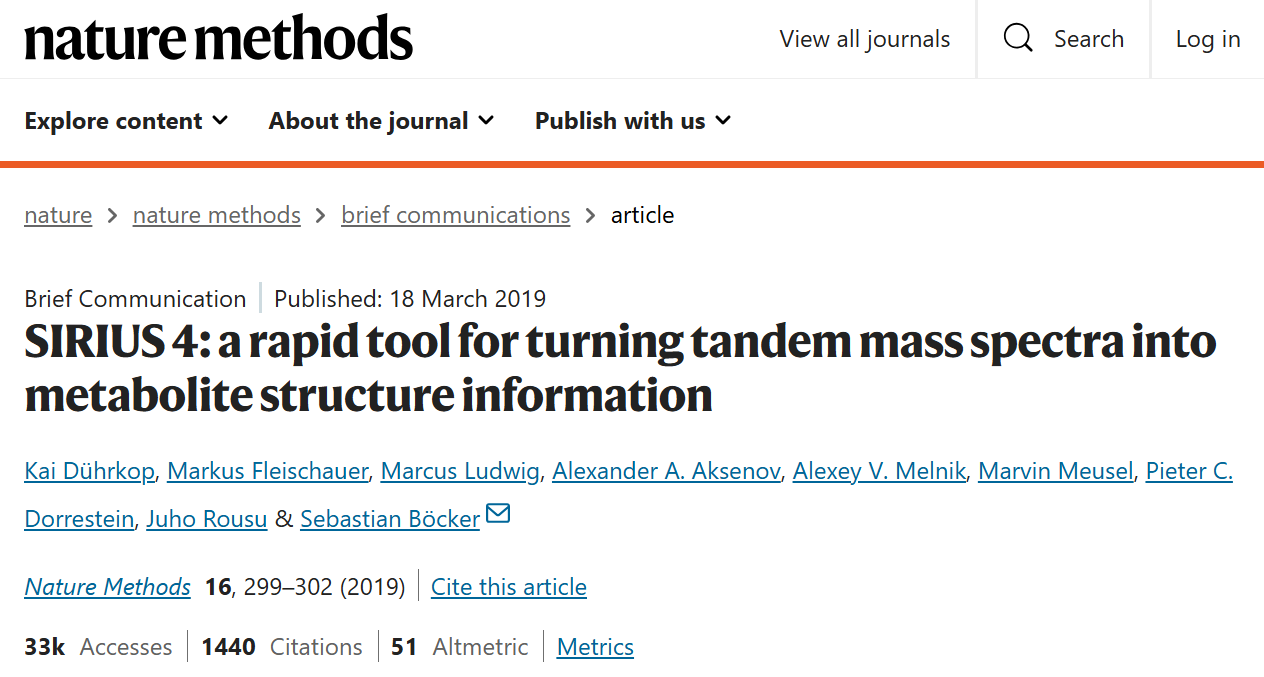 nature methods
View all journals Search Log in
Explore content About the journal Publish with us
nature > nature methods > brief communications > article
Brief Communication | Published: 18 March 2019
SIRIUS 4: a rapid tool for turning tandem mass spectra into
metabolite structure information
Kai Dührkop, Markus Fleischauer, Marcus Ludwig, Alexander A. Aksenov, Alexey V. Melnik, Marvin Meusel, Pieter C.
Dorrestein, Juho Rousu & Sebastian Böcker
Nature Methods 16, 299–302 (2019) | Cite this article
33k Accesses | 1440 Citations | 51 Altmetric | Metrics